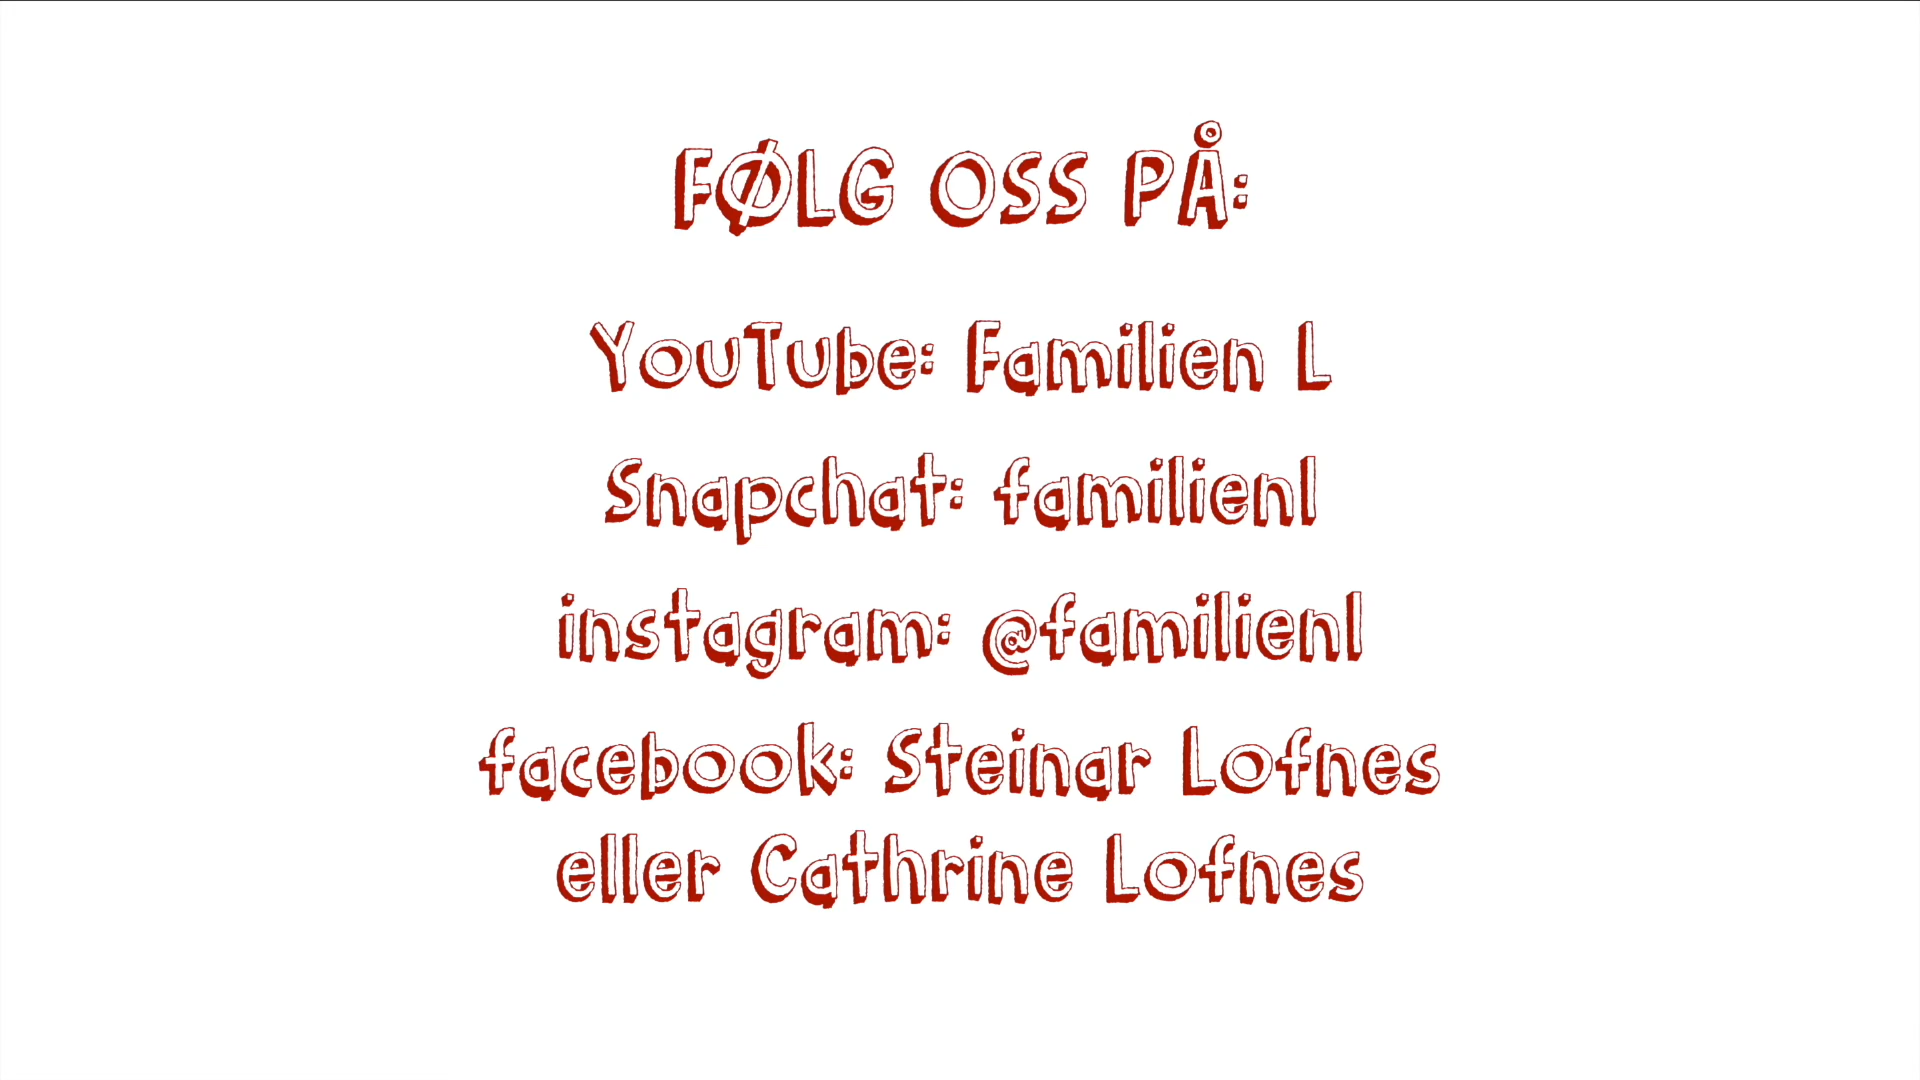 FØLG OSS PÅ:
YouTube: Familien L
Snapchat: familienl
instagram: @familienl
facebook: Steinar Lofnes
eller Cathrine Lofnes